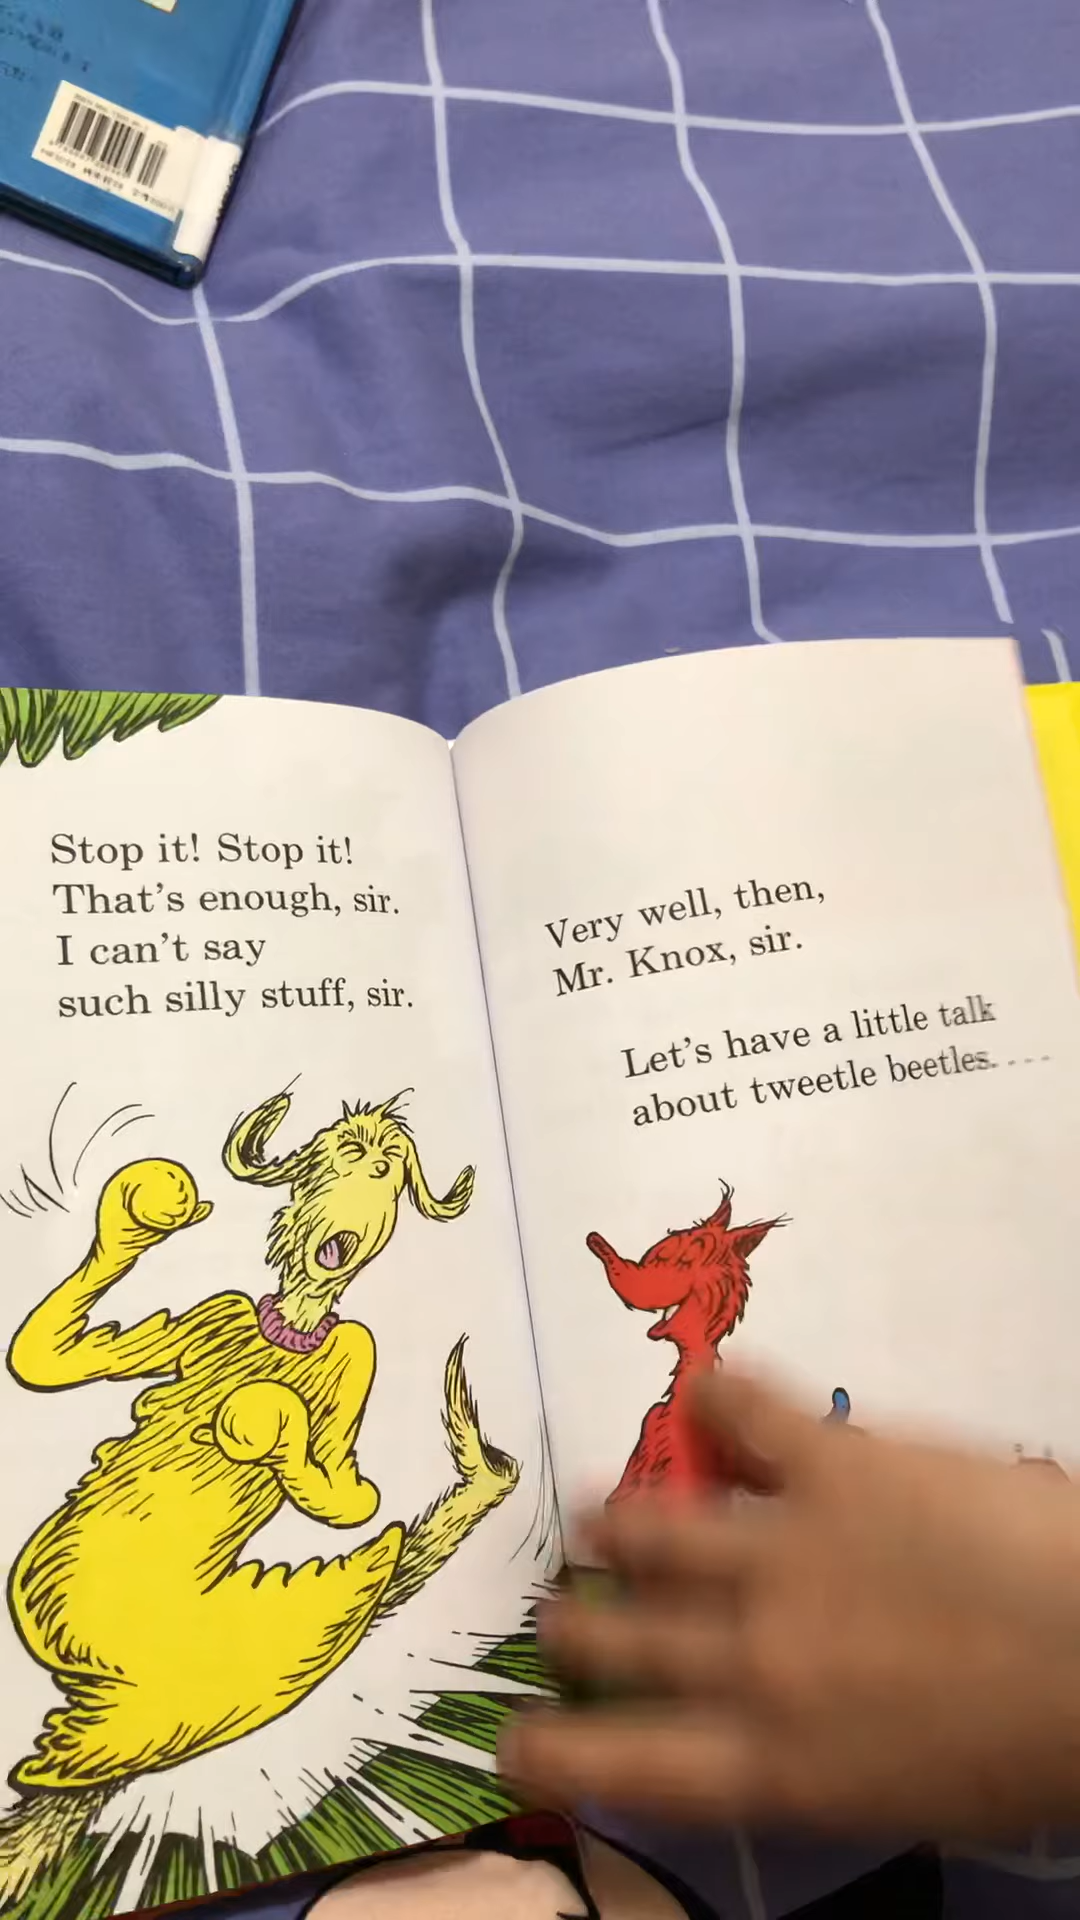 Stop it! Stop it!
That's enough, sir.
I can't say
such silly stuff, sir.
Very well, then,
Mr. Knox, sir.
Let's have a little talk
about tweetle beetles. . . .